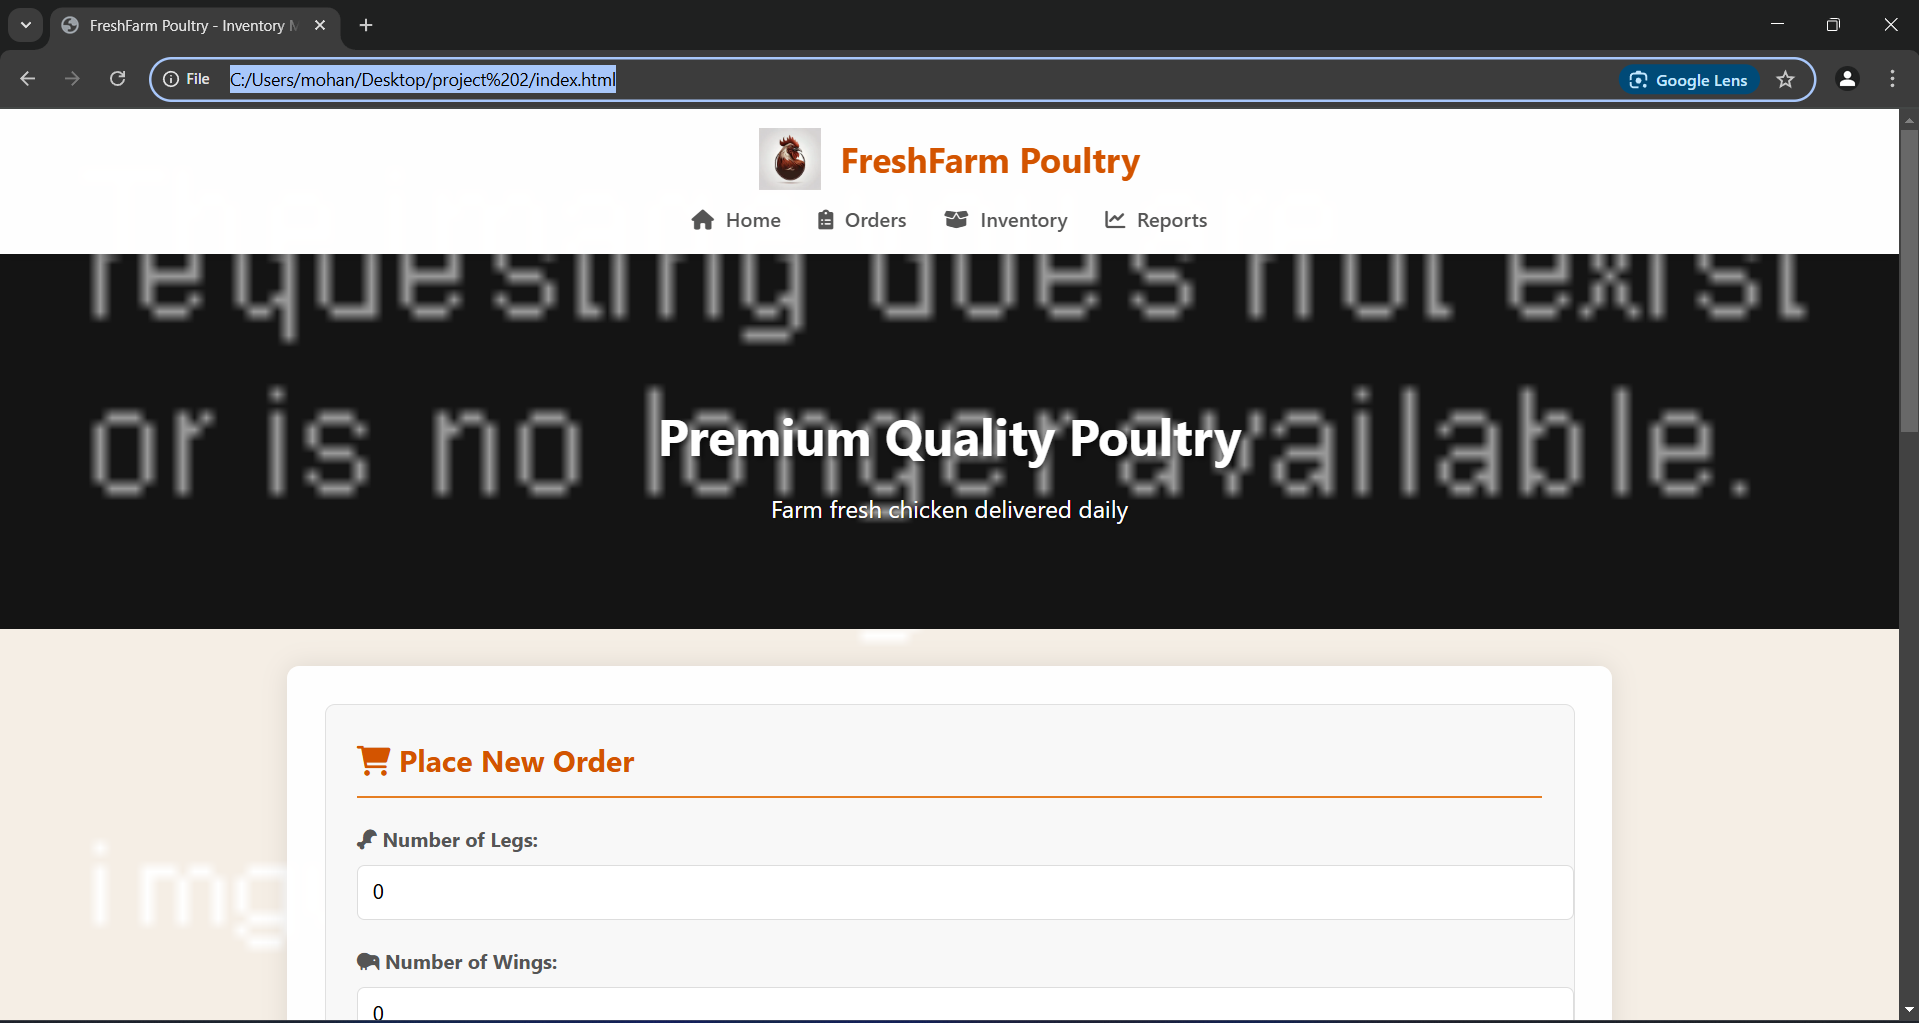 FreshFarm Poultry - Inventory M
File C:/Users/mohan/Desktop/project%202/index.html Google Lens
FreshFarm Poultry
Home Orders Inventory Reports
requesting does not exist
or is no longer available.
Premium Quality Poultry
Farm fresh chicken delivered daily
Place New Order
Number of Legs:
0
img
Number of Wings:
0